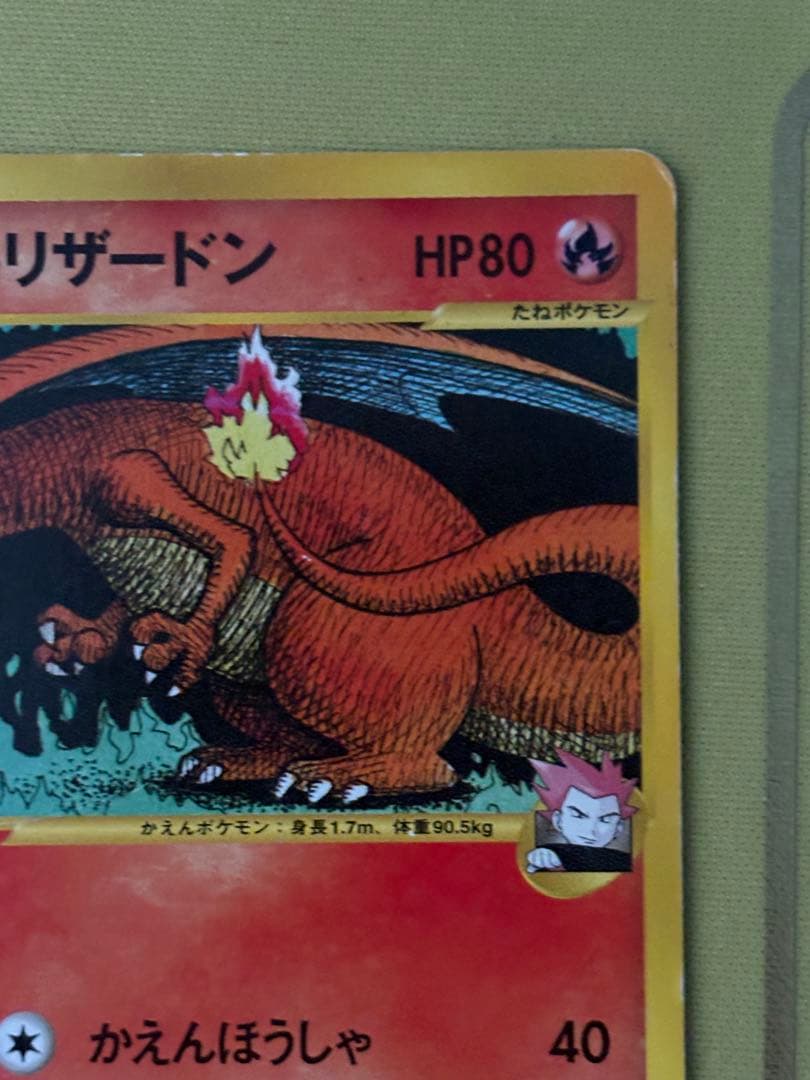 リザードン HP80
たねポケモン
かえんポケモン：身長1.7m、体重90.5kg
かえんほうしゃ 40